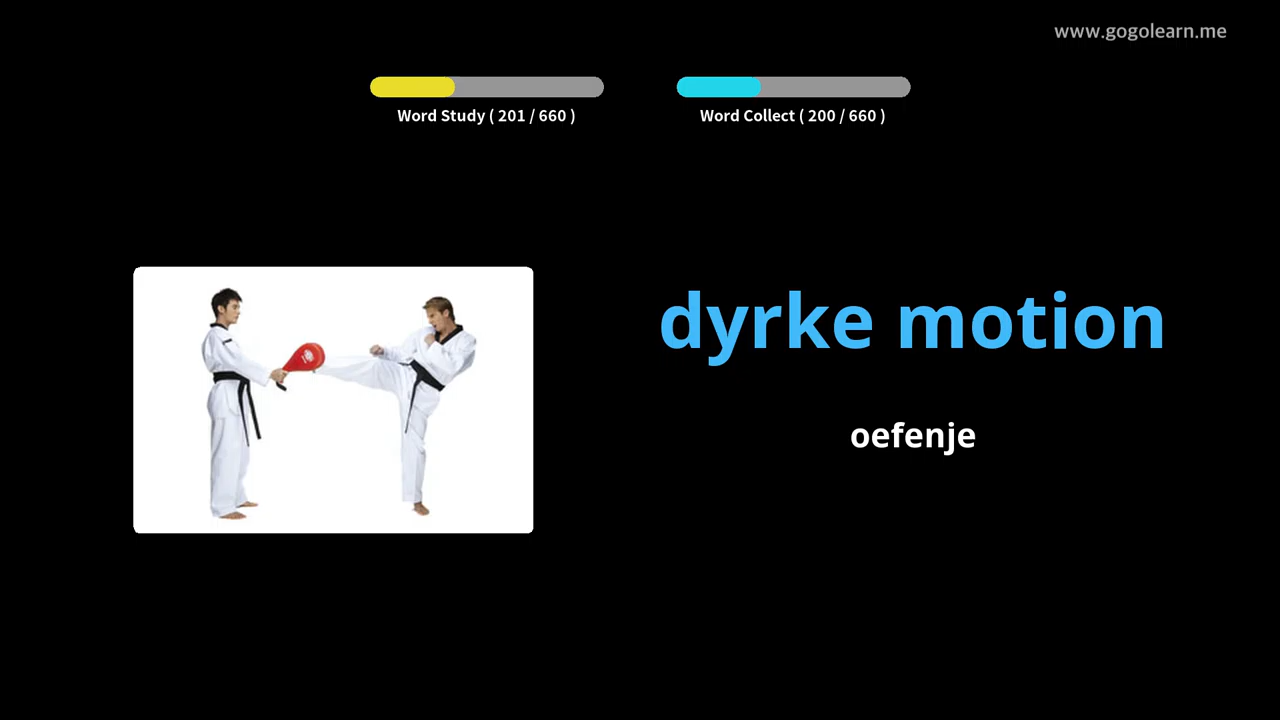 www.gogolearn.me
Word Study ( 201 / 660 )
Word Collect ( 200 / 660 )
dyrke motion
oefenje